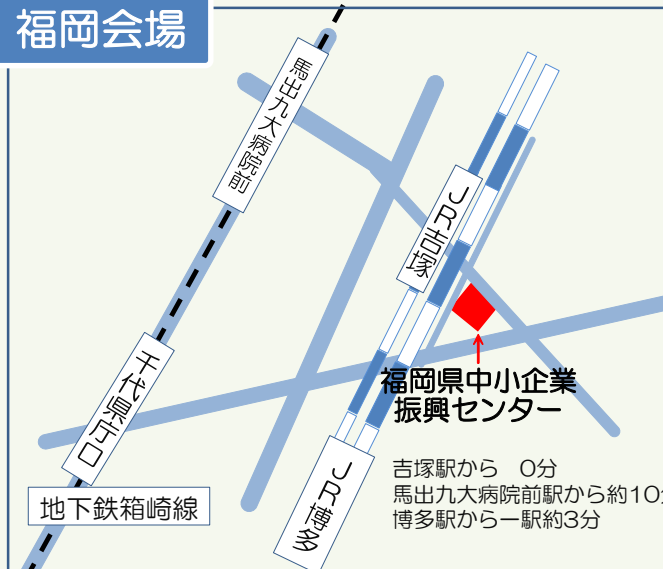 福岡会場
馬出九大病院前
JR吉塚
千代県庁口
福岡県中小企業
振興センター
JR博多
地下鉄箱崎線
吉塚駅から　0分
馬出九大病院前駅から約10分
博多駅から一駅約3分